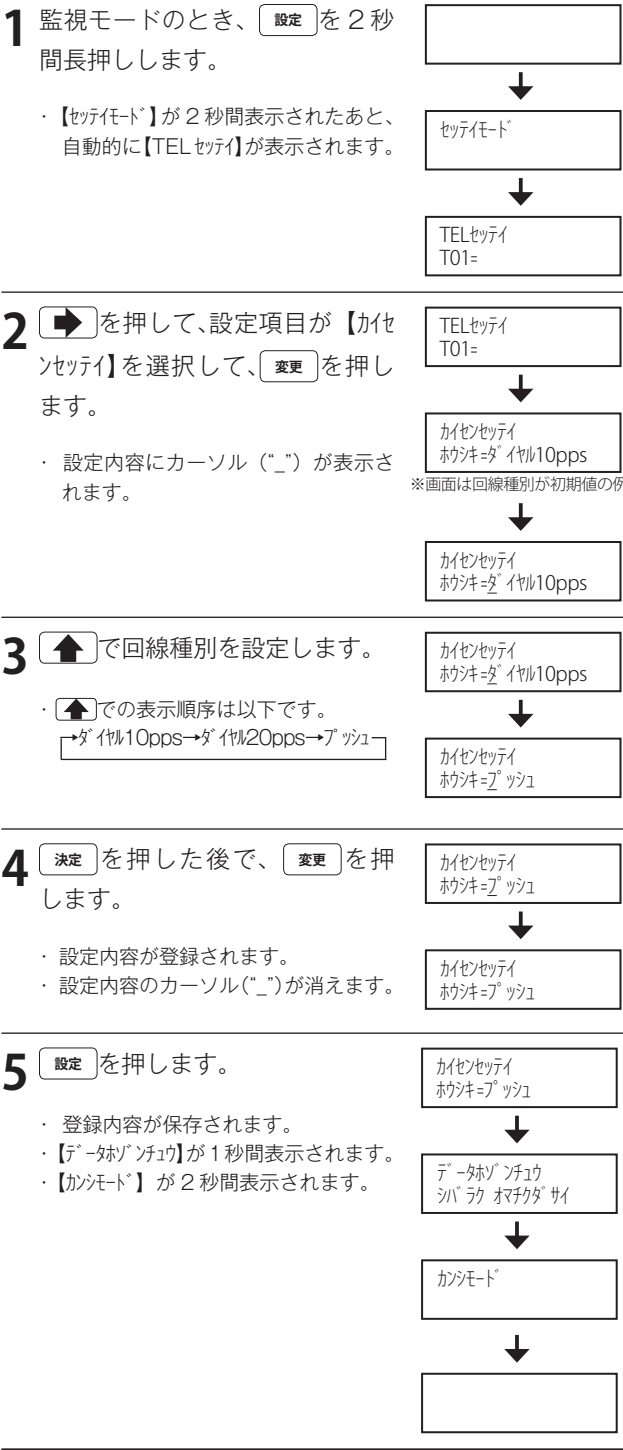 1 監視モードのとき、 設定 を2秒
間長押しします。
・【ｾｯﾃｲﾓｰﾄﾞ】が2秒間表示されたあと、
自動的に【TELｾｯﾃｲ】が表示されます。
ｾｯﾃｲﾓｰﾄﾞ
TELｾｯﾃｲ
T01=
2 ➡ を押して、設定項目が【ｶｲｾ
ﾝｾｯﾃｲ】を選択して、 変更 を押し
ます。
・ 設定内容にカーソル（“_”）が表示さ
れます。
TELｾｯﾃｲ
T01=
ｶｲｾﾝｾｯﾃｲ
ﾎｳｼｷ=ﾀﾞｲﾔﾙ10pps
※画面は回線種別が初期値の例
ｶｲｾﾝｾｯﾃｲ
ﾎｳｼｷ=ﾀﾞｲﾔﾙ10pps
3 ⬆ で回線種別を設定します。
・ ⬆ での表示順序は以下です。
→ﾀﾞｲﾔﾙ10pps→ﾀﾞｲﾔﾙ20pps→ﾌﾟｯｼｭ
ｶｲｾﾝｾｯﾃｲ
ﾎｳｼｷ=ﾀﾞｲﾔﾙ10pps
ｶｲｾﾝｾｯﾃｲ
ﾎｳｼｷ=ﾌﾟｯｼｭ
4 決定 を押した後で、 変更 を押
します。
・ 設定内容が登録されます。
・ 設定内容のカーソル（“_”）が消えます。
ｶｲｾﾝｾｯﾃｲ
ﾎｳｼｷ=ﾌﾟｯｼｭ
ｶｲｾﾝｾｯﾃｲ
ﾎｳｼｷ=ﾌﾟｯｼｭ
5 設定 を押します。
・ 登録内容が保存されます。
・【ﾃﾞｰﾀﾎｿﾞﾝﾁｭｳ】が1秒間表示されます。
・【ｶﾝｼﾓｰﾄﾞ】が2秒間表示されます。
ｶｲｾﾝｾｯﾃｲ
ﾎｳｼｷ=ﾌﾟｯｼｭ
ﾃﾞｰﾀﾎｿﾞﾝﾁｭｳ
ｼﾊﾞﾗｸ ｵﾏﾁｸﾀﾞｻｲ
ｶﾝｼﾓｰﾄﾞ